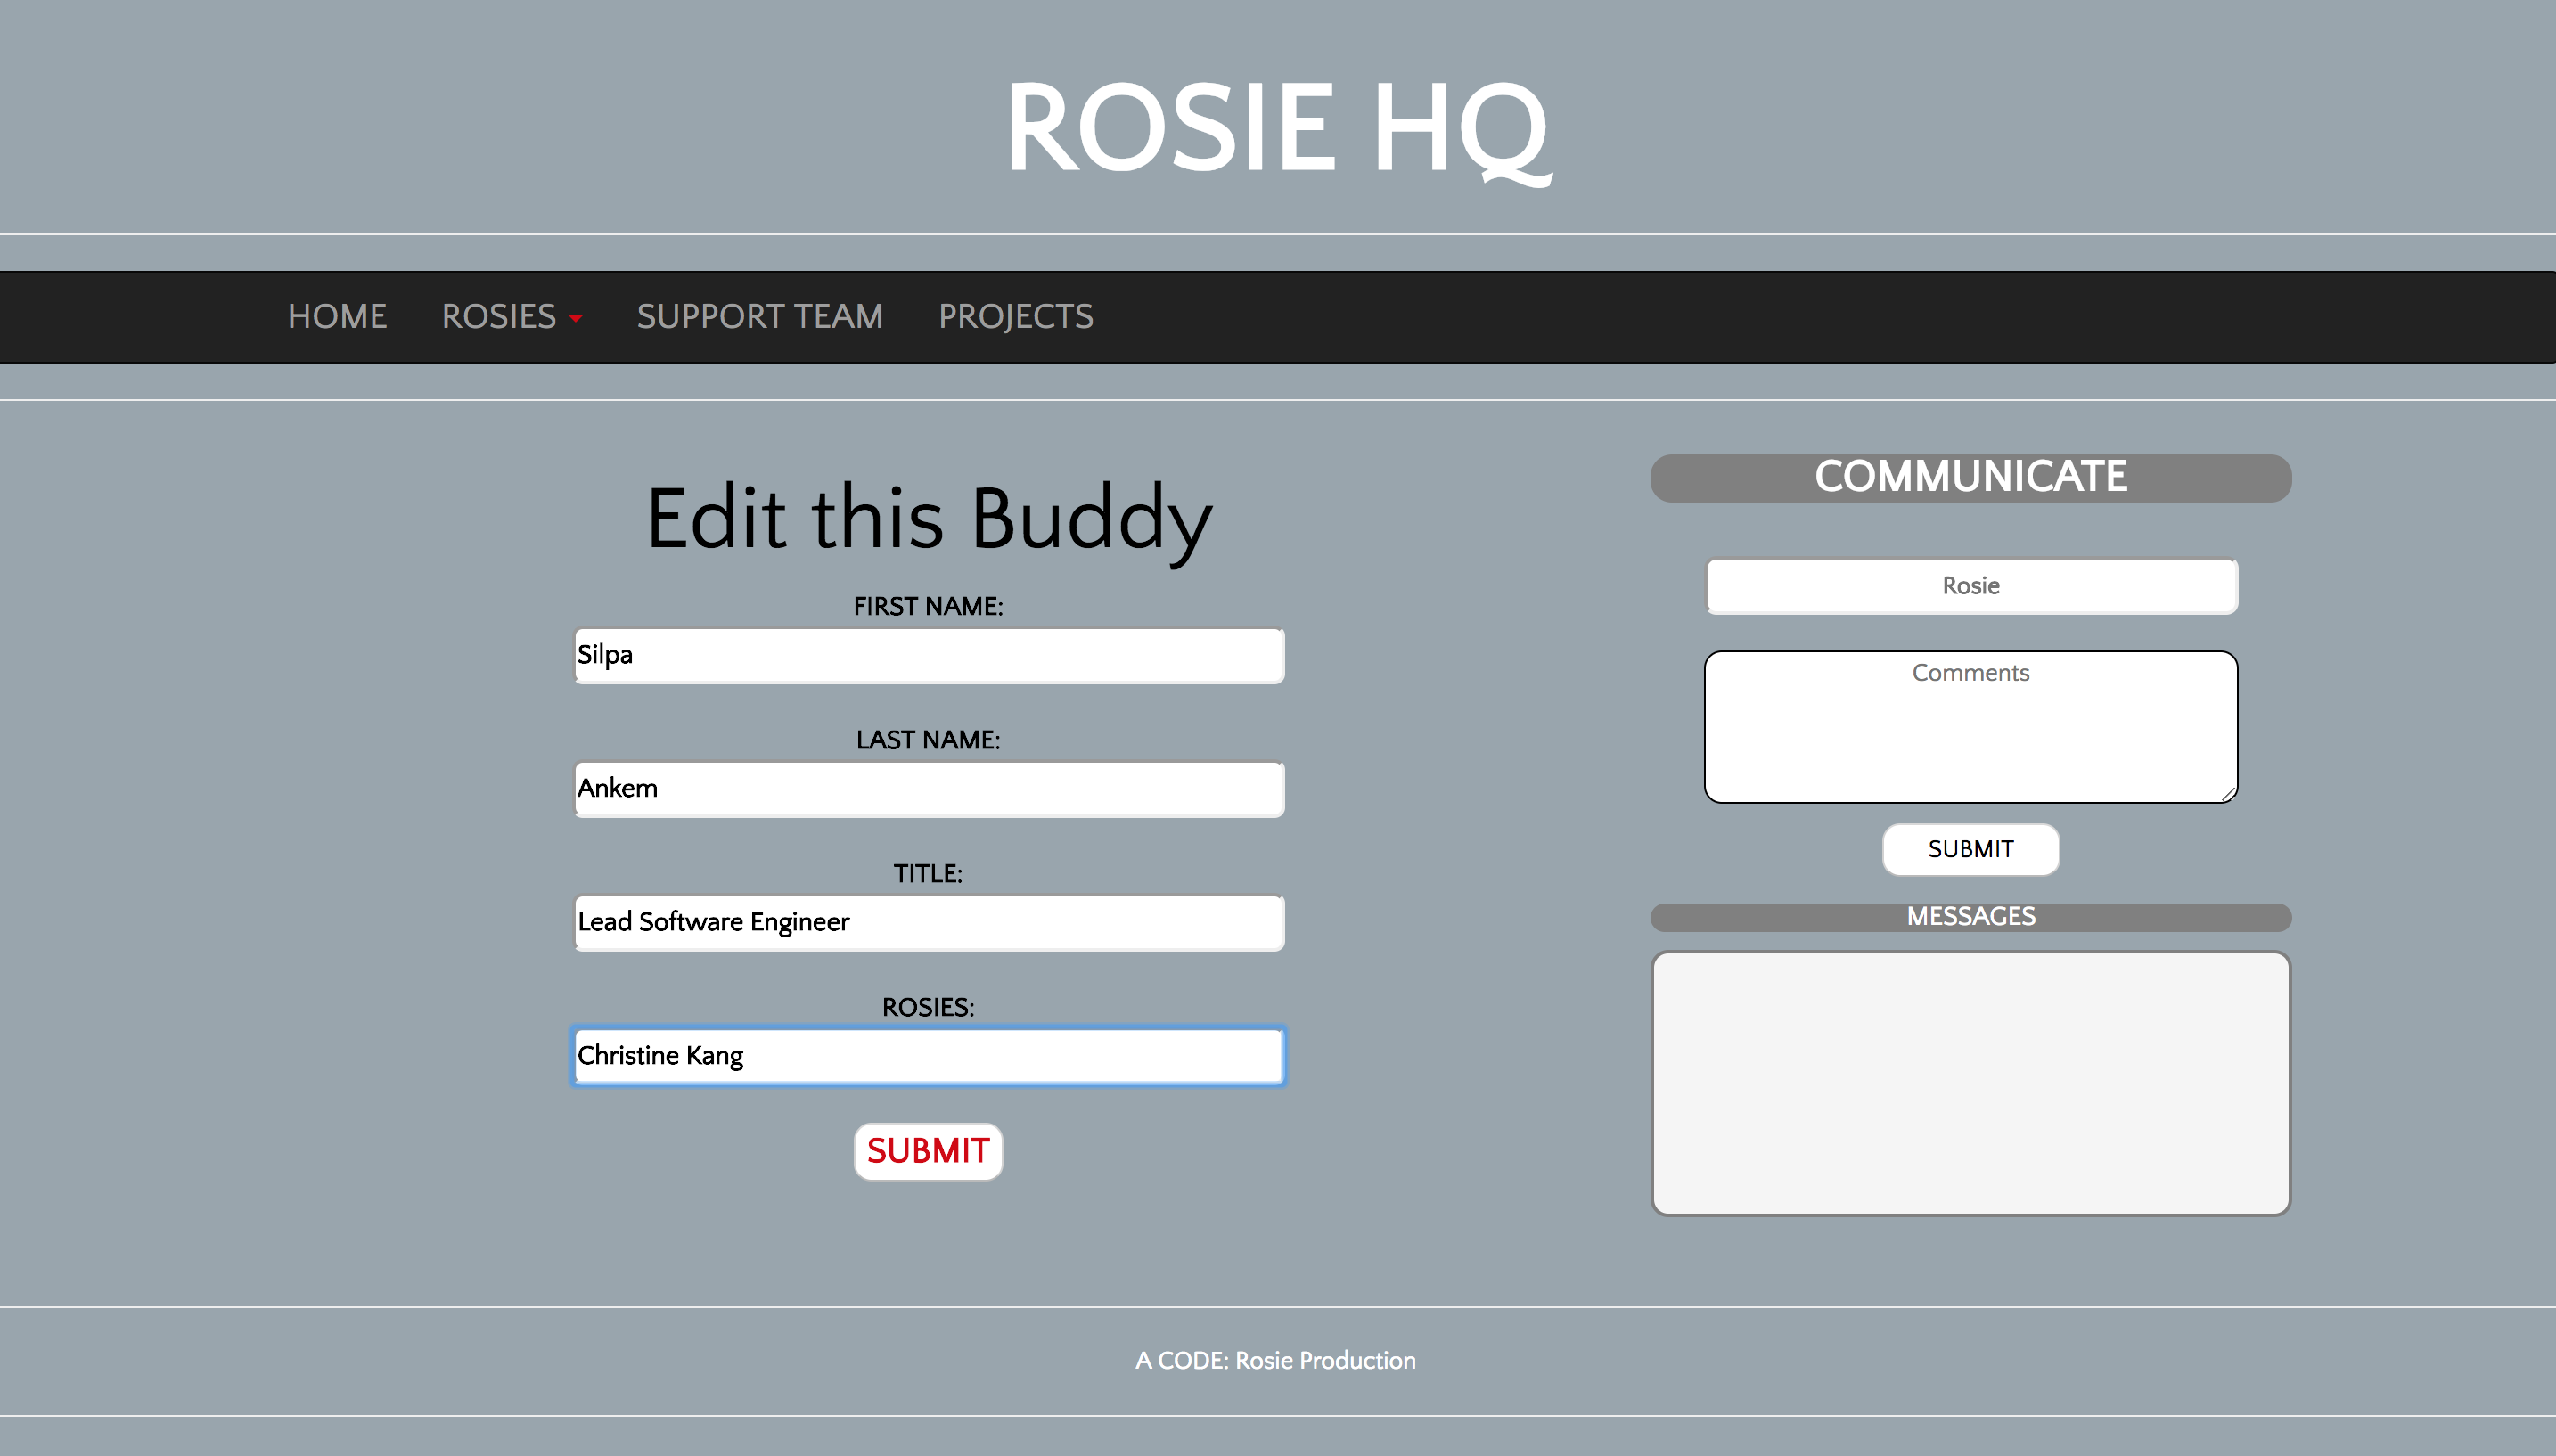 ROSIE HQ
HOME ROSIES SUPPORT TEAM PROJECTS
Edit this Buddy
FIRST NAME:
Silpa
LAST NAME:
Ankem
TITLE:
Lead Software Engineer
ROSIES:
Christine Kang
SUBMIT
COMMUNICATE
Rosie
Comments
SUBMIT
MESSAGES
A CODE: Rosie Production